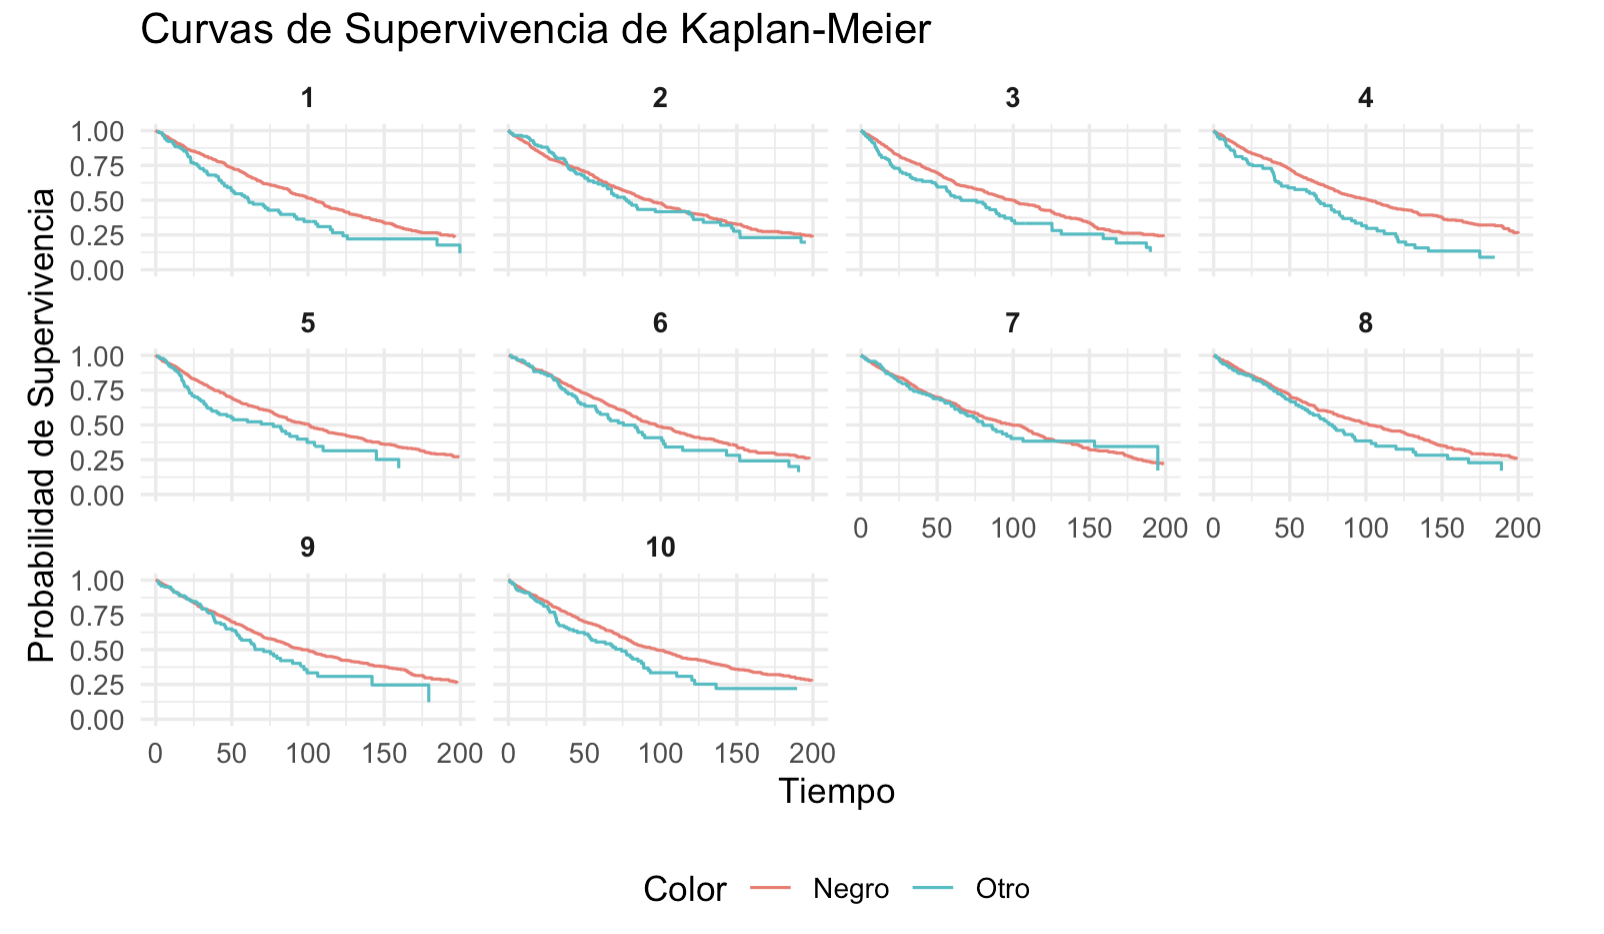 Curvas de Supervivencia de Kaplan-Meier
1 2 3 4
1.00
0.75
0.50
0.25
0.00
5 6 7 8
1.00
0.75
0.50
0.25
0.00
0 50 100 150 200 0 50 100 150 200
9 10
1.00
0.75
0.50
0.25
0.00
0 50 100 150 200 0 50 100 150 200
Probabilidad de Supervivencia
Tiempo
Color Negro Otro